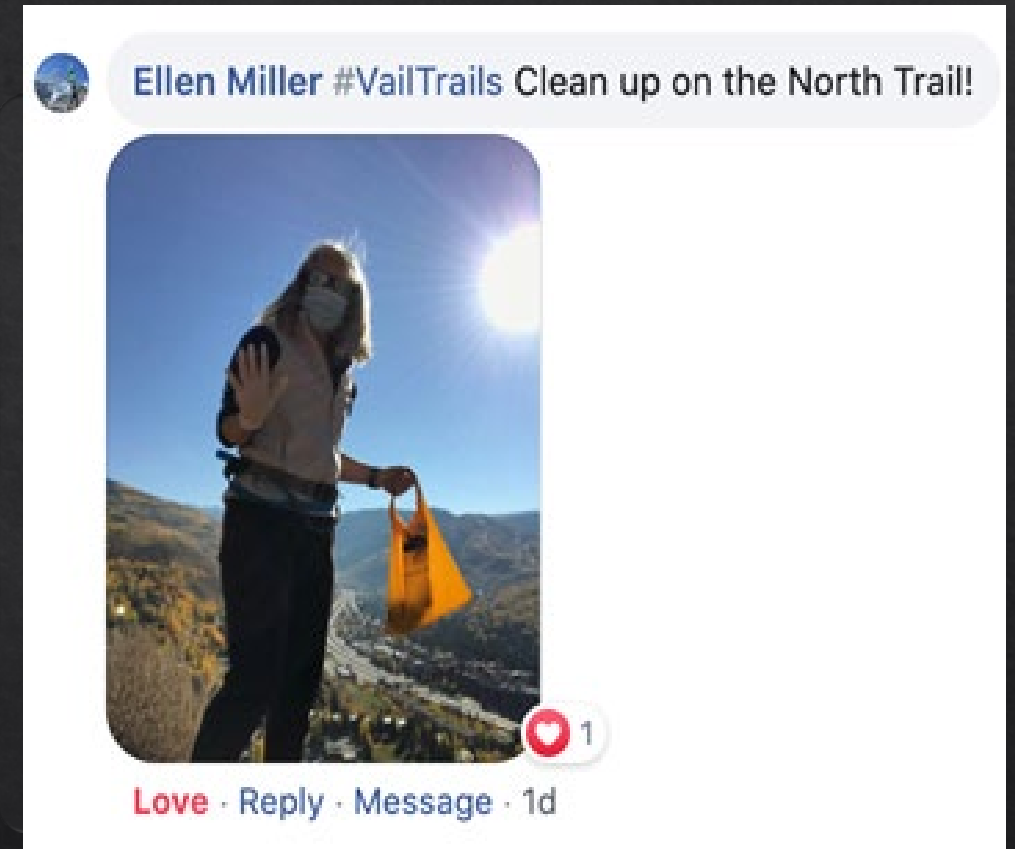 Ellen Miller #VailTrails Clean up on the North Trail!
1
Love · Reply · Message · 1d